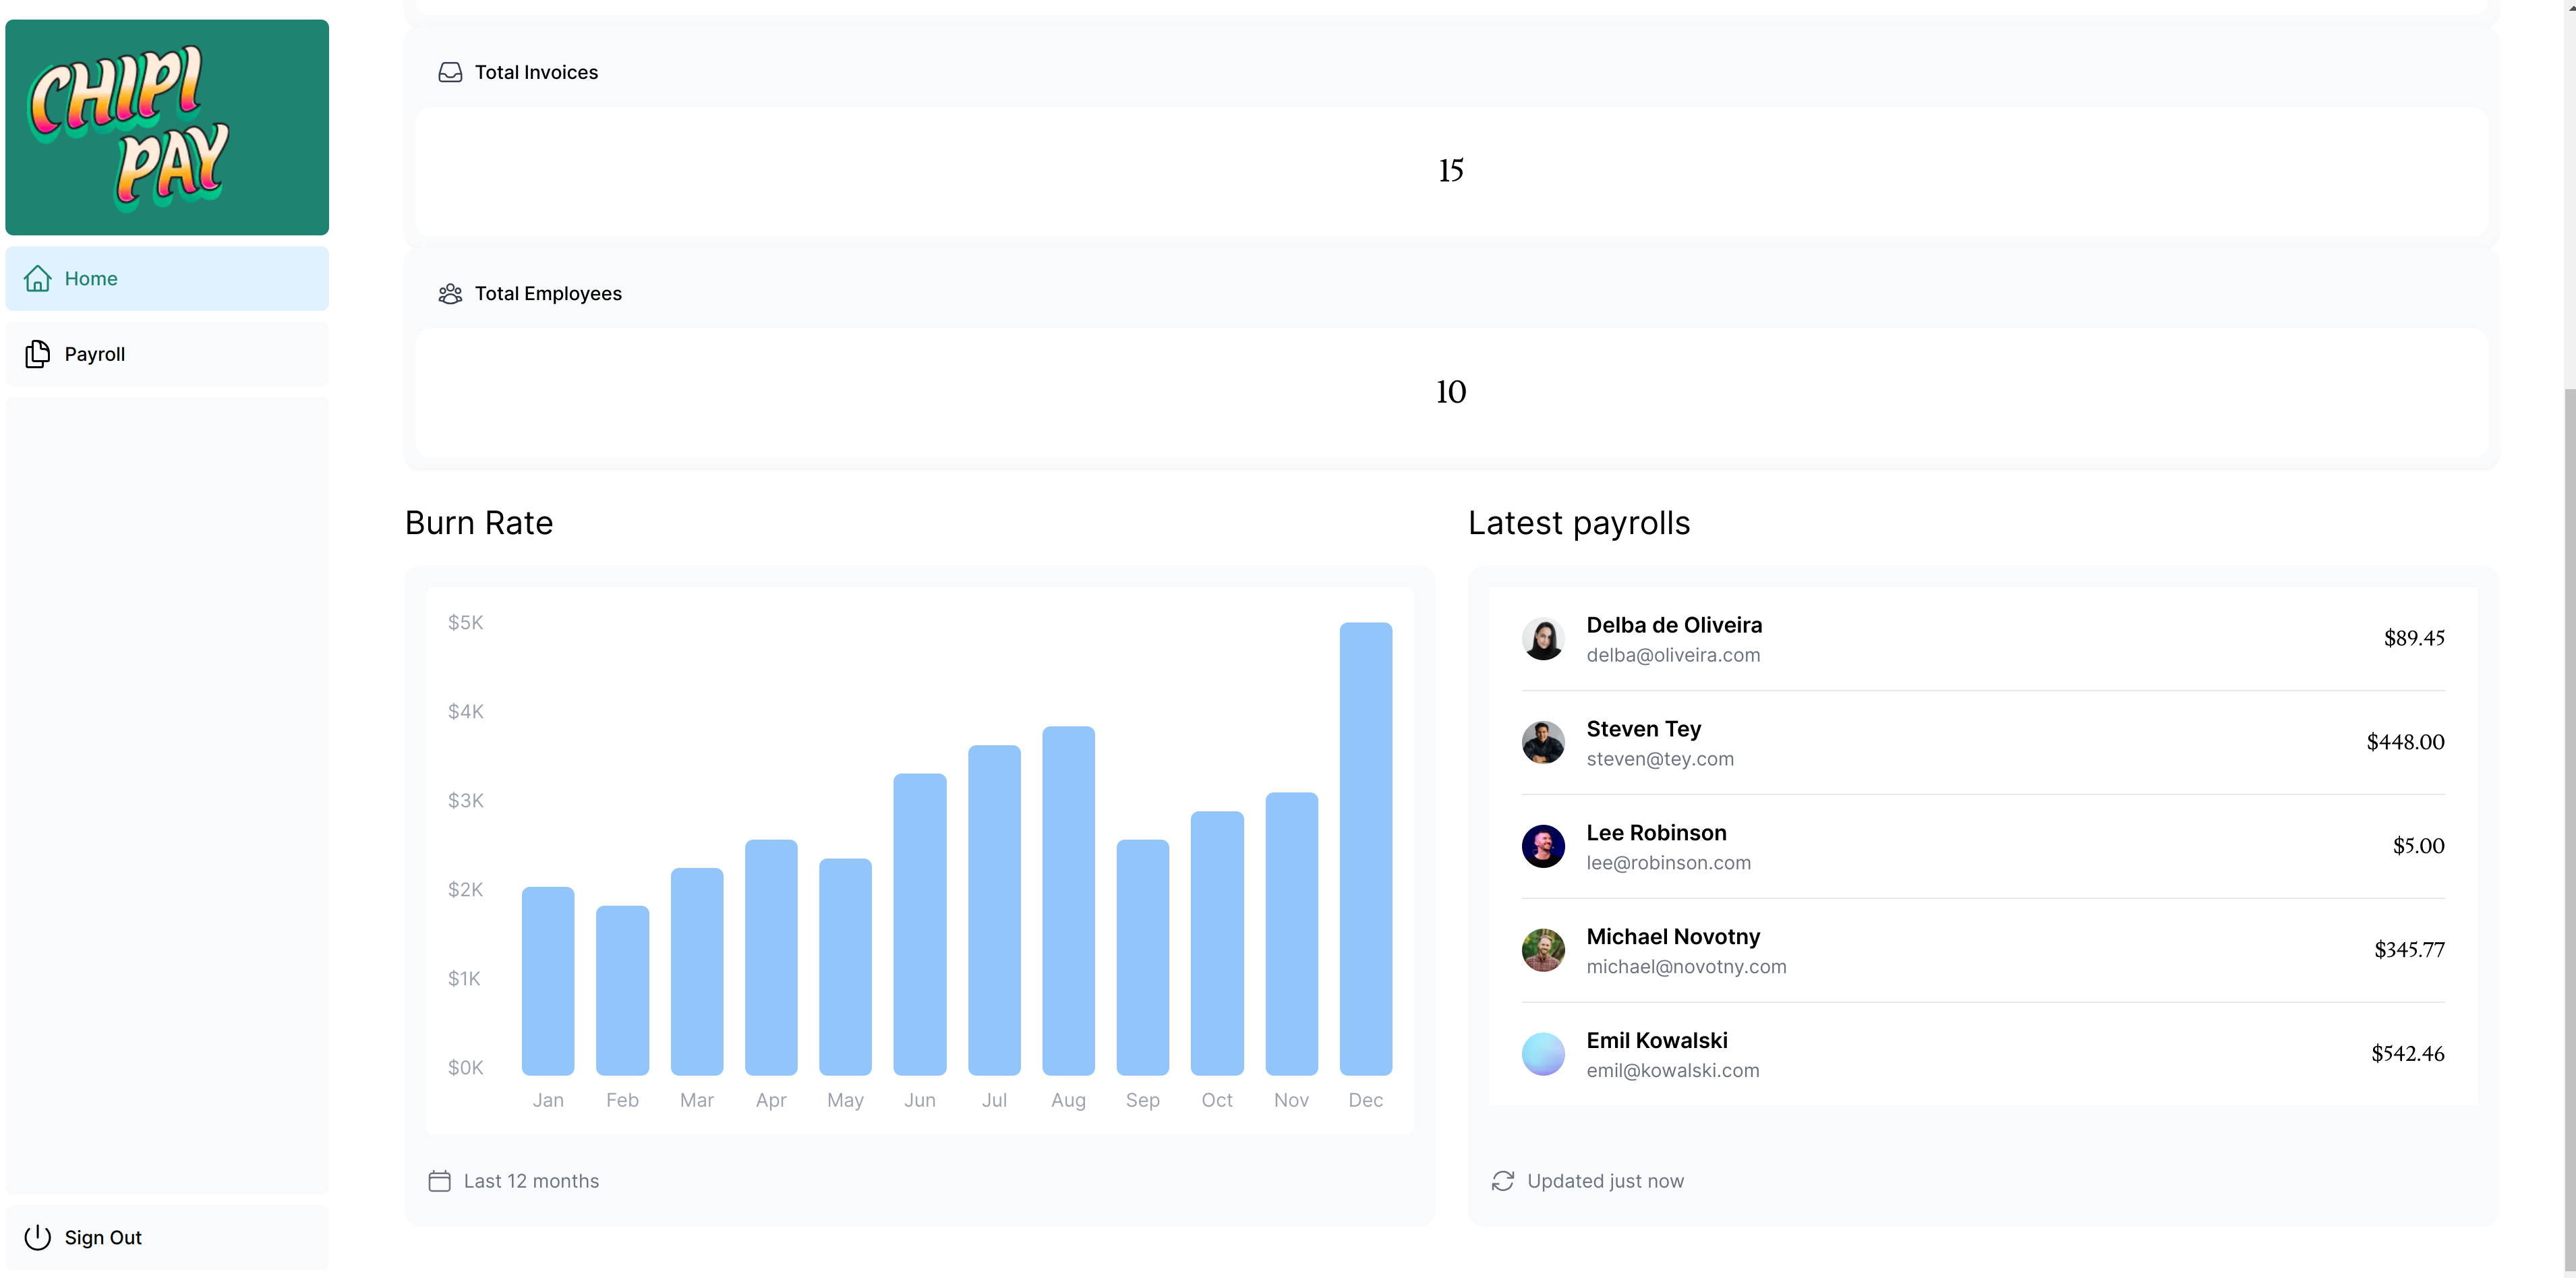 CHIPI
PAY
Home
Payroll
Sign Out
Total Invoices
15
Total Employees
10
Burn Rate
$5K
$4K
$3K
$2K
$1K
$0K
Jan Feb Mar Apr May Jun Jul Aug Sep Oct Nov Dec
Last 12 months
Latest payrolls
Delba de Oliveira
delba@oliveira.com
$89.45
Steven Tey
steven@tey.com
$448.00
Lee Robinson
lee@robinson.com
$5.00
Michael Novotny
michael@novotny.com
$345.77
Emil Kowalski
emil@kowalski.com
$542.46
Updated just now